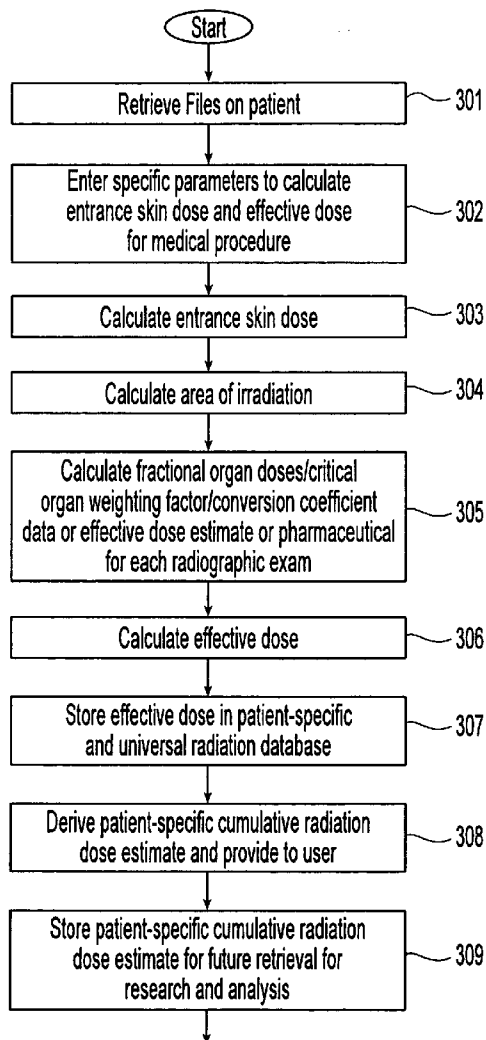 Start
Retrieve Files on patient
301
Enter specific parameters to calculate
entrance skin dose and effective dose
for medical procedure
302
Calculate entrance skin dose
303
Calculate area of irradiation
304
Calculate fractional organ doses/critical
organ weighting factor/conversion coefficient
data or effective dose estimate or pharmaceutical
for each radiographic exam
305
Calculate effective dose
306
Store effective dose in patient-specific
and universal radiation database
307
Derive patient-specific cumulative radiation
dose estimate and provide to user
308
Store patient-specific cumulative radiation
dose estimate for future retrieval for
research and analysis
309